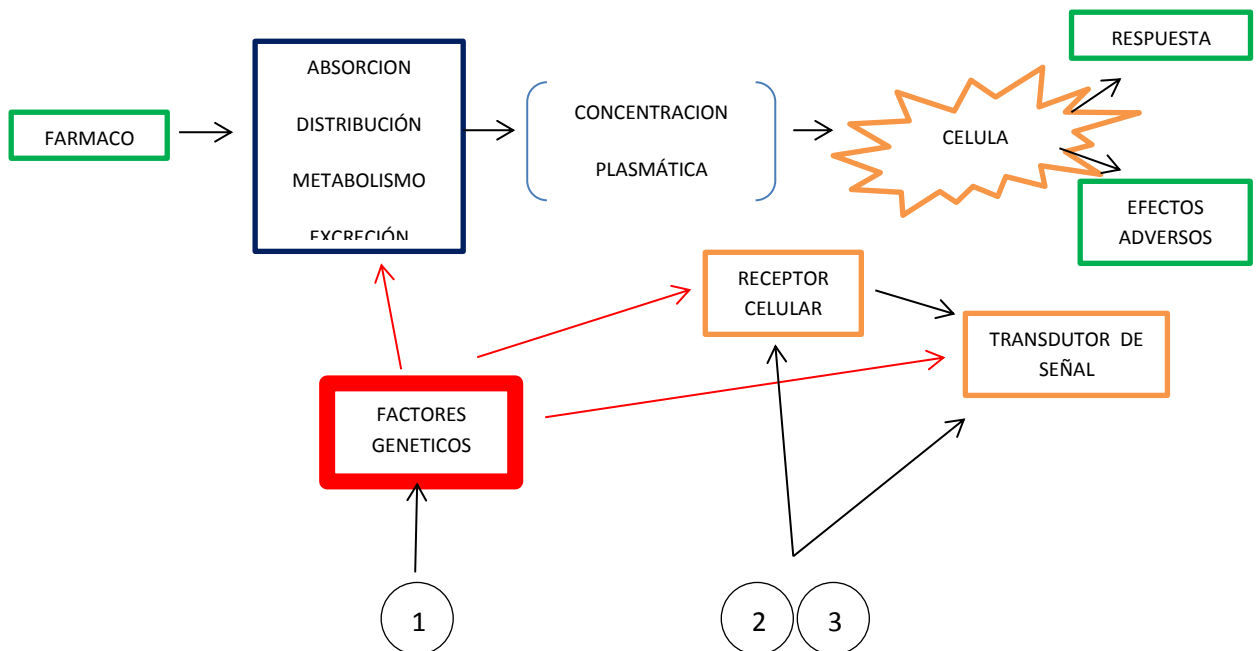 FARMACO
ABSORCION
DISTRIBUCIÓN
METABOLISMO
EXCRECIÓN
CONCENTRACION
PLASMÁTICA
CELULA
RESPUESTA
EFECTOS
ADVERSOS
RECEPTOR
CELULAR
TRANSDUTOR DE
SEÑAL
FACTORES
GENETICOS
1
2
3